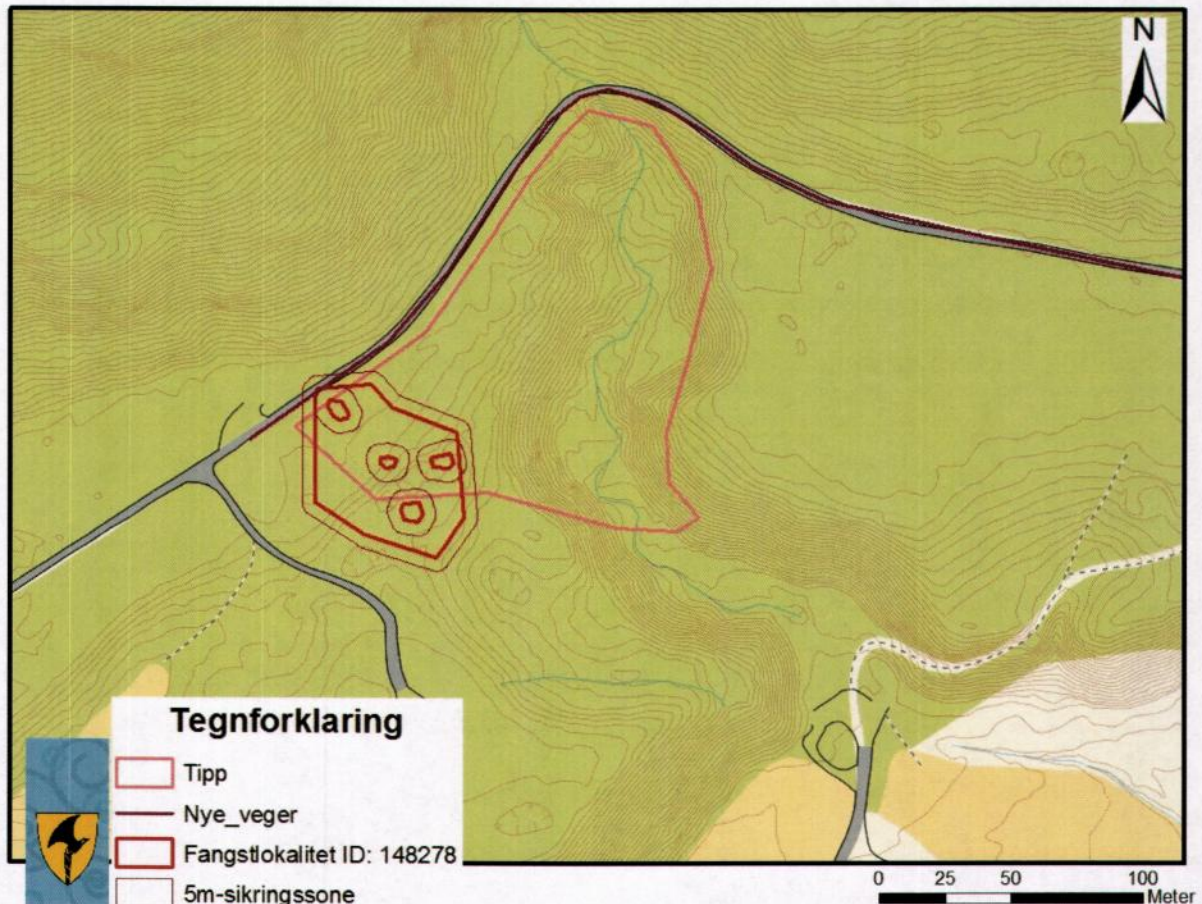 N
Tegnforklaring
Tipp
Nye_veger
Fangstlokalitet ID: 148278
5m-sikringssone
0 25 50 100
Meter